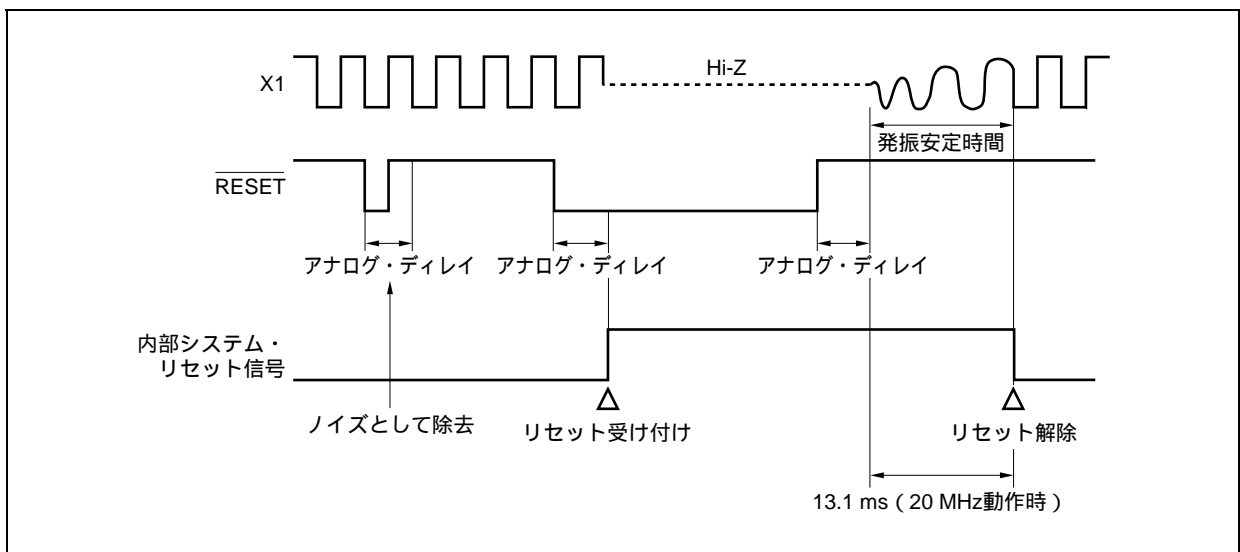 X1
Hi-Z
発振安定時間
RESET
アナログ・ディレイ
アナログ・ディレイ
アナログ・ディレイ
内部システム・
リセット信号
ノイズとして除去
リセット受け付け
リセット解除
13.1 ms（20 MHz動作時）